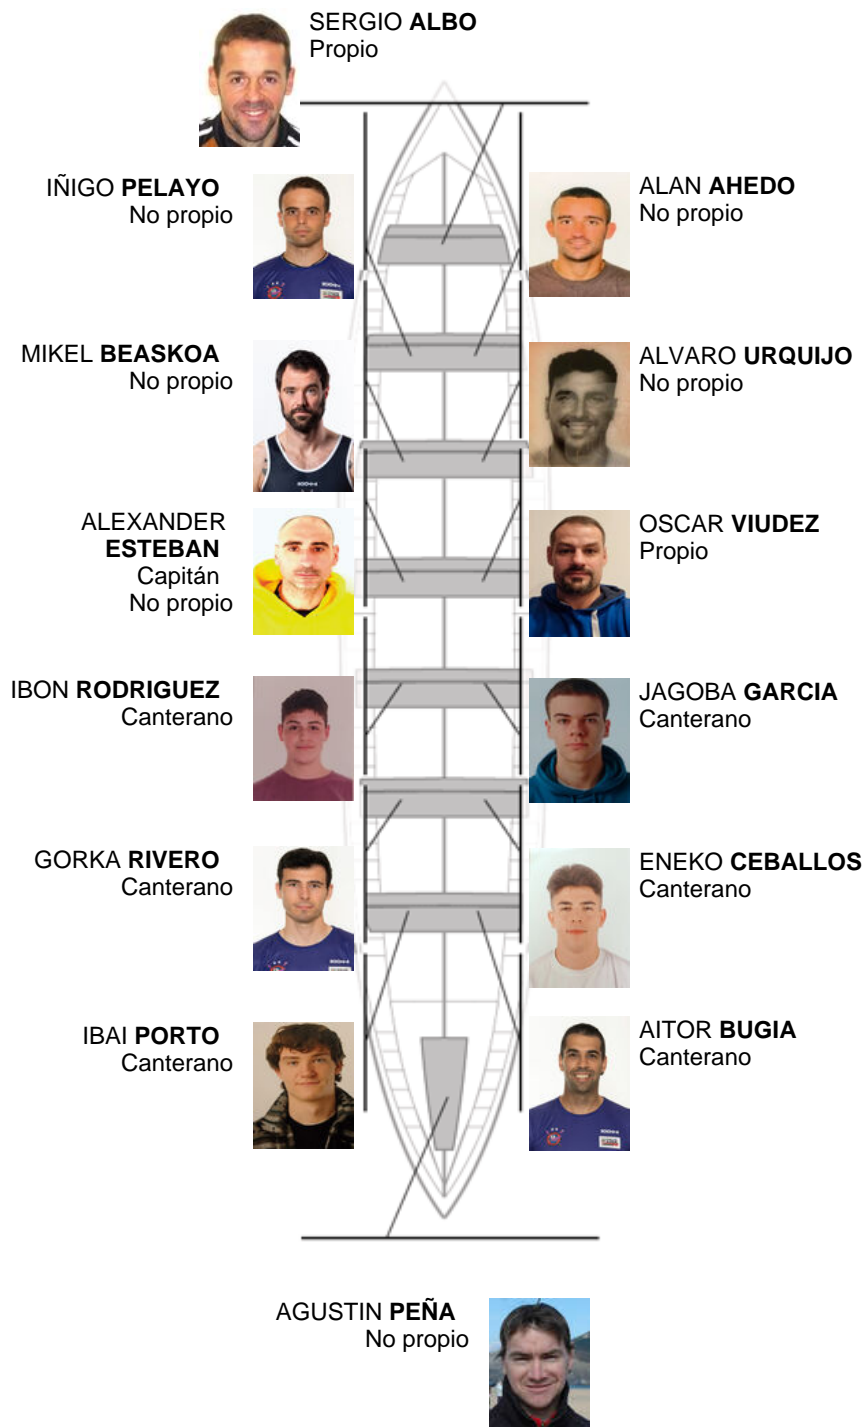 SERGIO ALBO
Propio
IÑIGO PELAYO
No propio
ALAN AHEDO
No propio
MIKEL BEASKOA
No propio
ALVARO URQUIJO
No propio
ALEXANDER
ESTEBAN
Capitán
No propio
OSCAR VIUDEZ
Propio
IBON RODRIGUEZ
Canterano
JAGOBA GARCIA
Canterano
GORKA RIVERO
Canterano
ENEKO CEBALLOS
Canterano
IBAI PORTO
Canterano
AITOR BUGIA
Canterano
AGUSTIN PEÑA
No propio